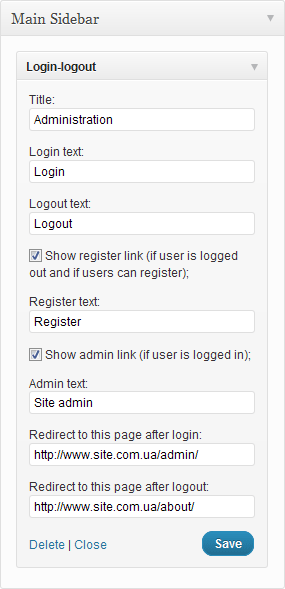 Main Sidebar
Login-logout
Title:
Administration
Login text:
Login
Logout text:
Logout
Show register link (if user is logged
out and if users can register);
Register text:
Register
Show admin link (if user is logged in);
Admin text:
Site admin
Redirect to this page after login:
http://www.site.com.ua/admin/
Redirect to this page after logout:
http://www.site.com.ua/about/
Delete | Close Save